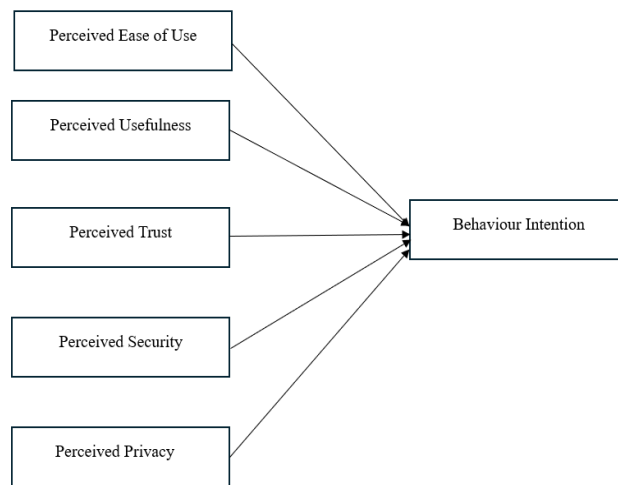 Perceived Ease of Use
Perceived Usefulness
Perceived Trust
Behaviour Intention
Perceived Security
Perceived Privacy